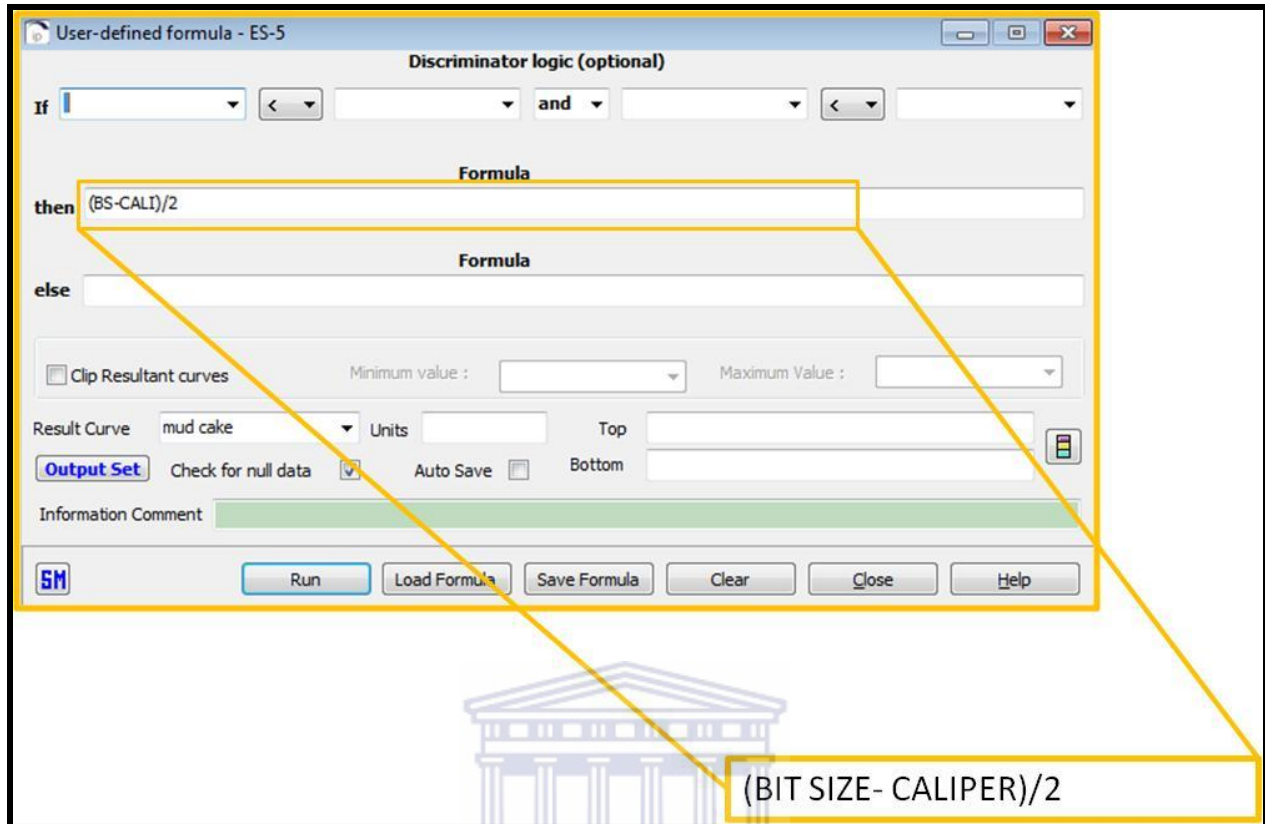 User-defined formula - ES-5
Discriminator logic (optional)
If < and <
Formula
then (BS-CALI)/2
Formula
else
Clip Resultant curves Minimum value : Maximum Value :
Result Curve mud cake Units Top
Output Set Check for null data Auto Save Bottom
Information Comment
SM Run Load Formula Save Formula Clear Close Help
(BIT SIZE- CALIPER)/2